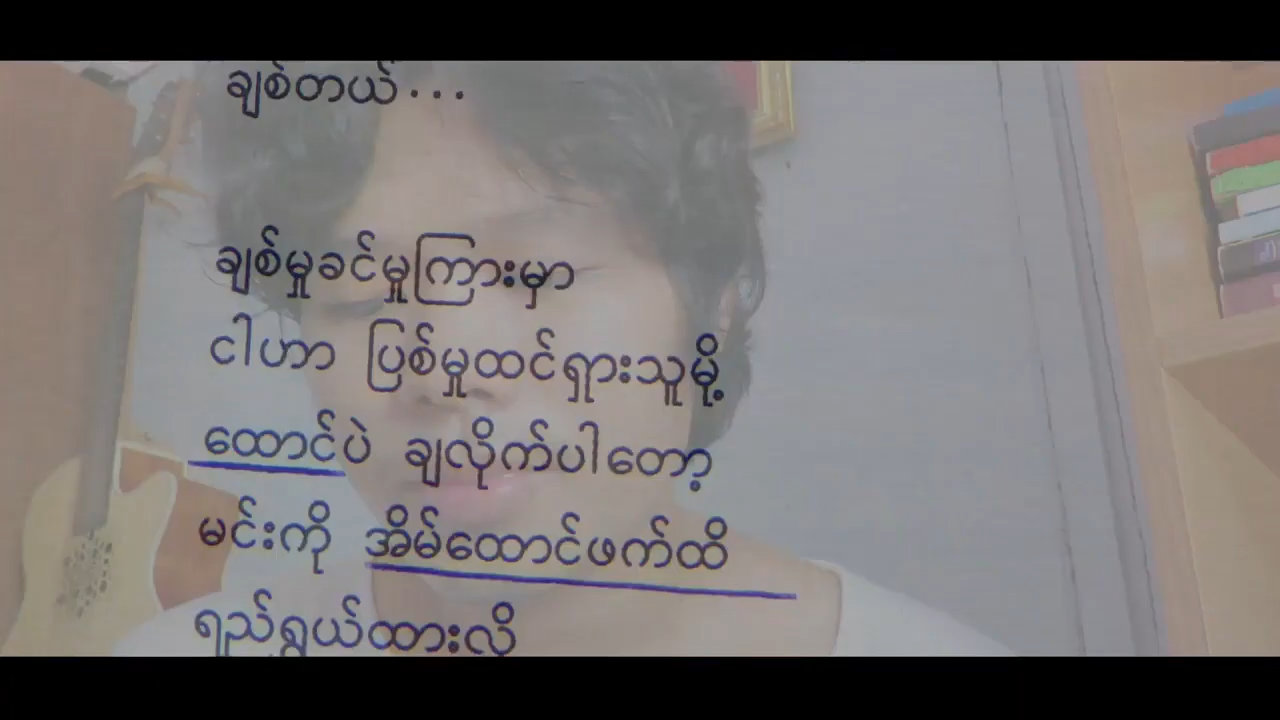 ချစ်တယ်...
ချစ်မှုခင်မှုကြားမှာ
ငါဟာ ပြစ်မှုထင်ရှားသူမို့
ထောင်ပဲ ချလိုက်ပါတော့
မင်းကို အိမ်ထောင်ဖက်ထိ
ရည်ရွယ်ထားလို